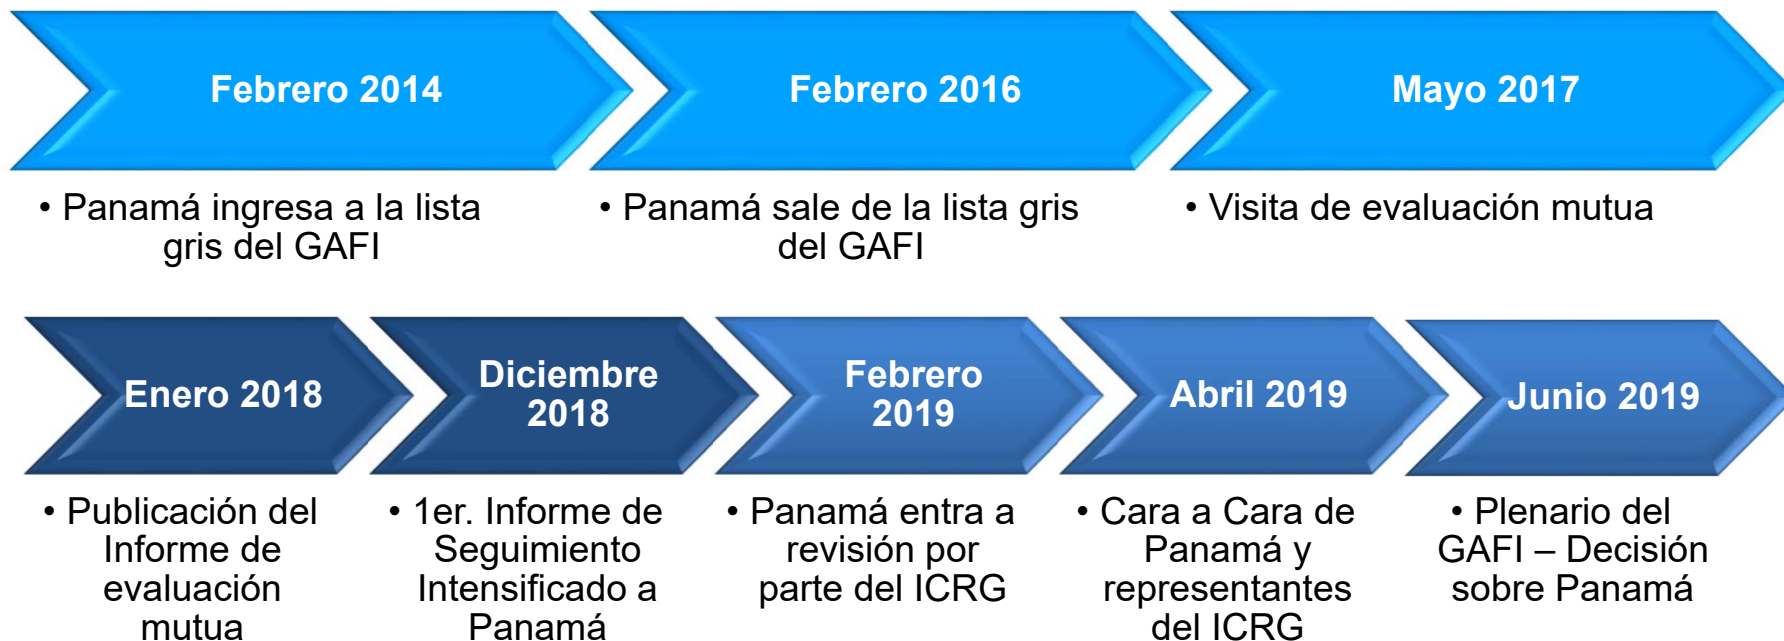 Febrero 2014
Febrero 2016
Mayo 2017
• Panamá ingresa a la lista
gris del GAFI
• Panamá sale de la lista gris
del GAFI
• Visita de evaluación mutua
Enero 2018
Diciembre
2018
Febrero
2019
Abril 2019
Junio 2019
• Publicación del
Informe de
evaluación
mutua
• 1er. Informe de
Seguimiento
Intensificado a
Panamá
• Panamá entra a
revisión por
parte del ICRG
• Cara a Cara de
Panamá y
representantes
del ICRG
• Plenario del
GAFI – Decisión
sobre Panamá